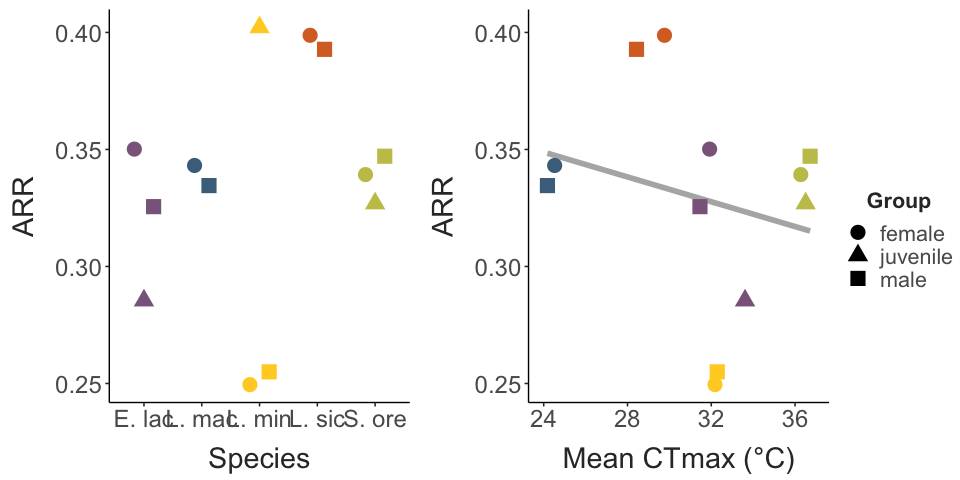 0.40
0.35
0.30
0.25
ARR
E. lac
L. mac
L. min
L. sic
S. ore
Species
0.40
0.35
0.30
0.25
ARR
24
28
32
36
Mean CTmax (°C)
Group
female
juvenile
male